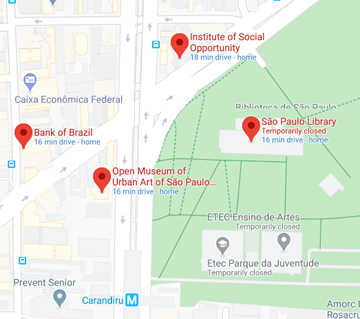 Institute of Social
Opportunity
18 min drive - home
Caixa Econômica Federal
Biblioteca de São Paulo
São Paulo Library
Temporarily closed
16 min drive - home
Bank of Brazil
16 min drive - home
Open Museum of
Urban Art of São Paulo...
16 min drive - home
ETEC Ensino de Artes
Temporarily closed
Etec Parque da Juventude
Temporarily closed
Prevent Senior
Carandiru M
Amorc L
Rosacru